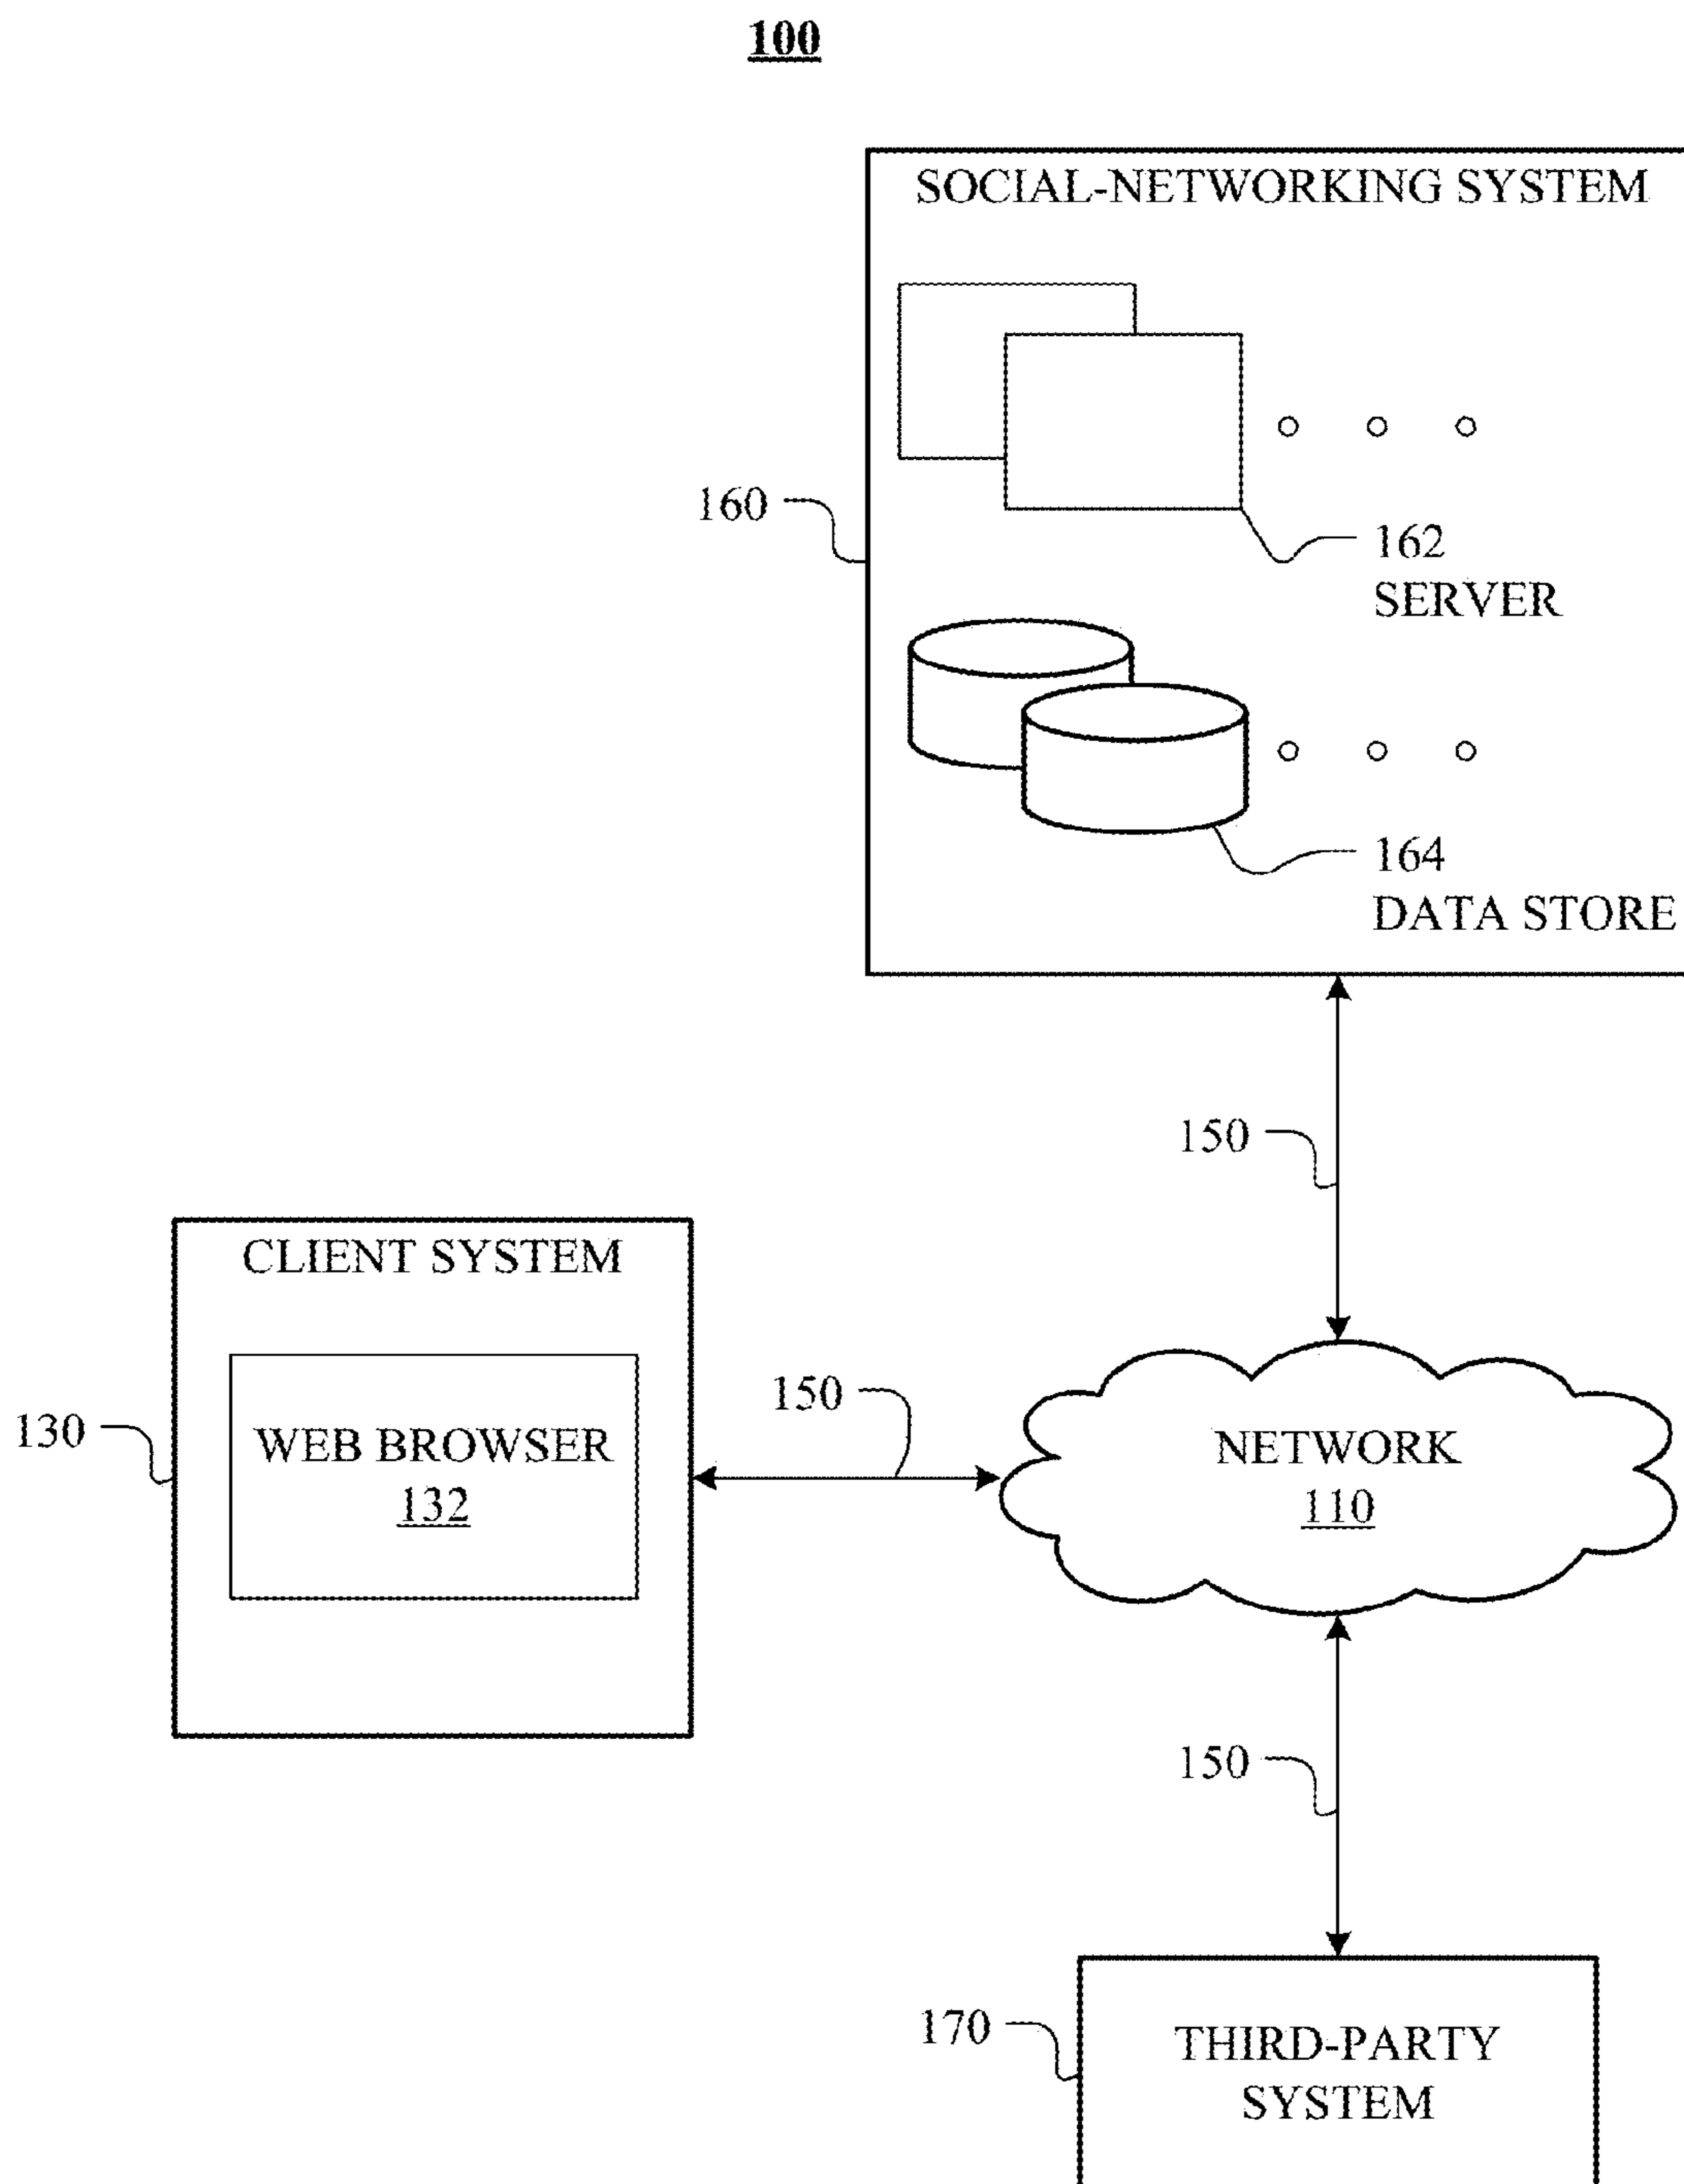 100
SOCIAL-NETWORKING SYSTEM
160
162
SERVER
164
DATA STORE
150
CLIENT SYSTEM
130
WEB BROWSER
132
150
NETWORK
110
150
170
THIRD-PARTY
SYSTEM